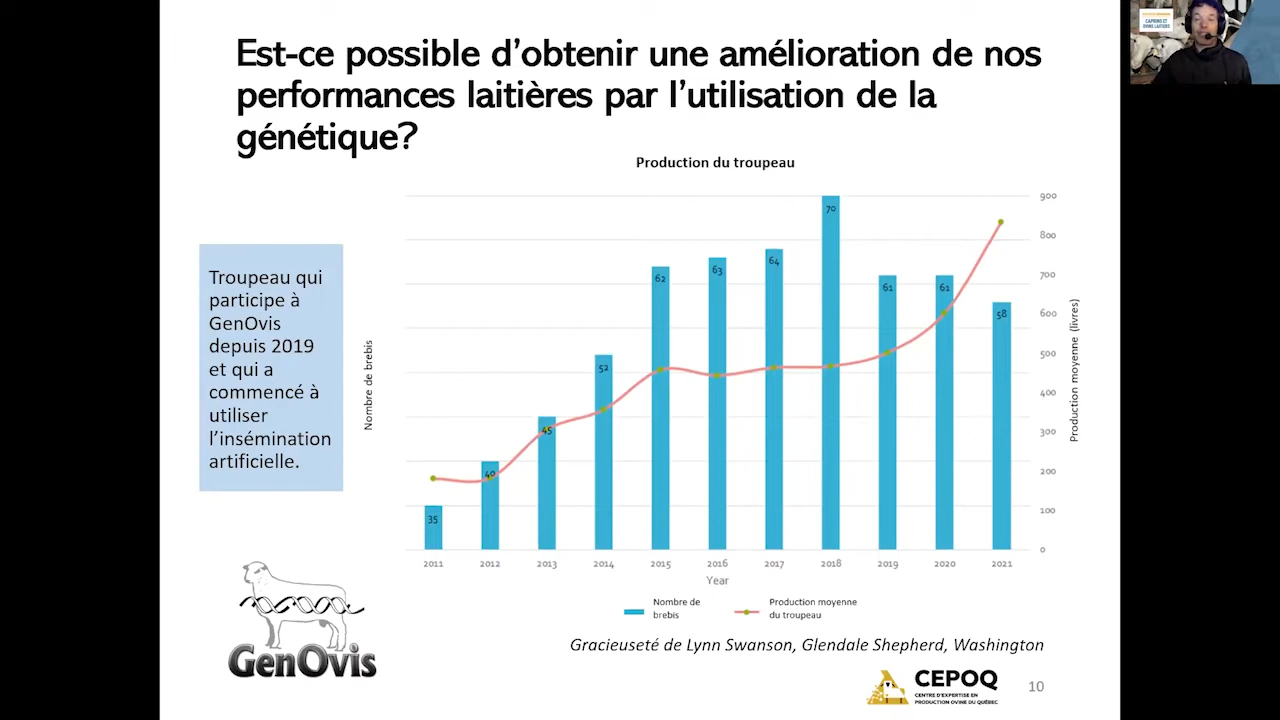 Est-ce possible d’obtenir une amélioration de nos
performances laitières par l’utilisation de la
génétique?
Production du troupeau
Troupeau qui
participe à
GenOvis
depuis 2019
et qui a
commencé à
utiliser
l’insémination
artificielle.
Nombre de brebis
35
40
45
52
62
63
64
70
61
61
58
900
800
700
600
500
400
300
200
100
0
Production moyenne (livres)
2011 2012 2013 2014 2015 2016 2017 2018 2019 2020 2021
Year
Nombre de
brebis
Production moyenne
du troupeau
Gracieuseté de Lynn Swanson, Glendale Shepherd, Washington
GenOvis
CEPOQ
CENTRE D'EXPERTISE EN
PRODUCTION OVINE DU QUÉBEC
10
CAPRINS ET
OVINS LAITIERS